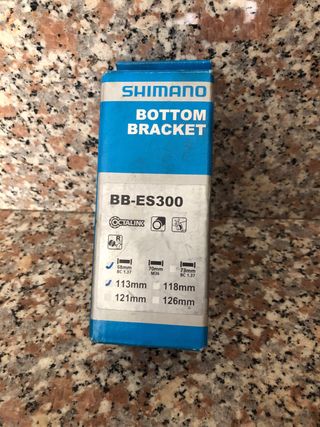 SHIMANO
BOTTOM
BRACKET
BB-ES300
OCTALINK
68mm 70mm 73mm
BC 1.37 M36 BC 1.37
113mm 118mm
121mm 126mm